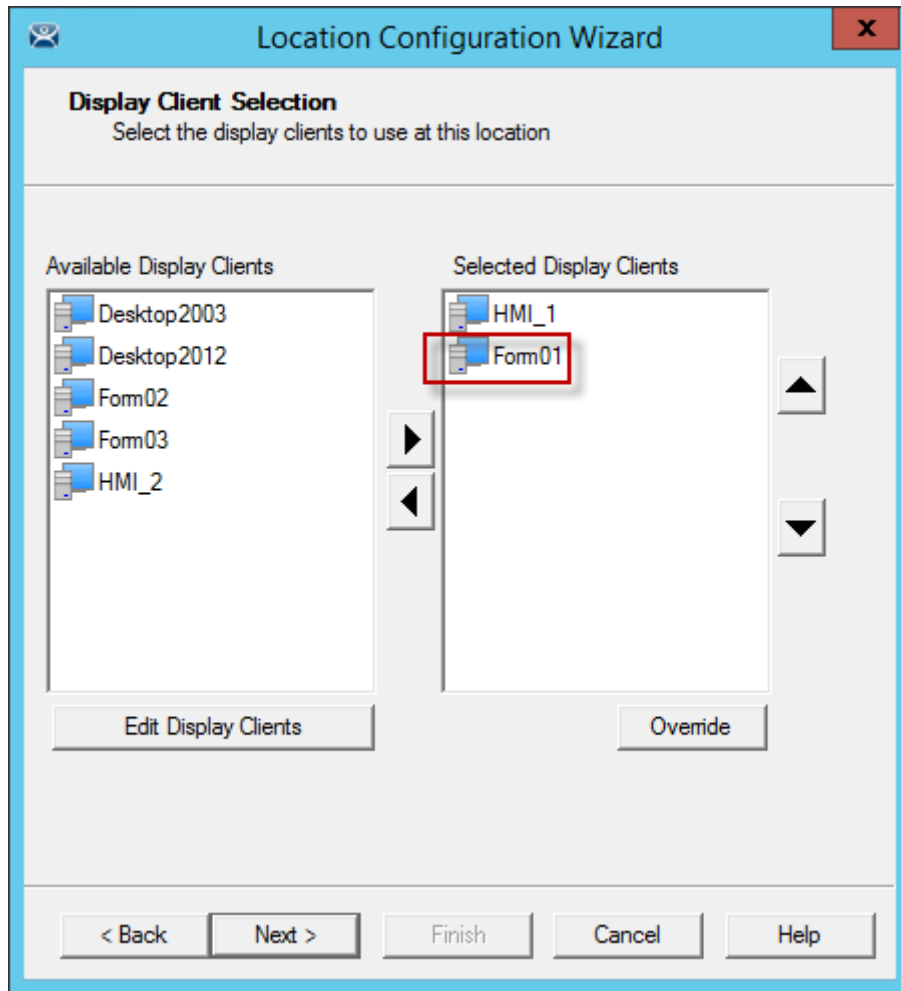 Location Configuration Wizard
x
Display Client Selection
Select the display clients to use at this location
Available Display Clients
Desktop2003
Desktop2012
Form02
Form03
HMI_2
Selected Display Clients
HMI_1
Form01
Edit Display Clients
Override
< Back
Next >
Finish
Cancel
Help